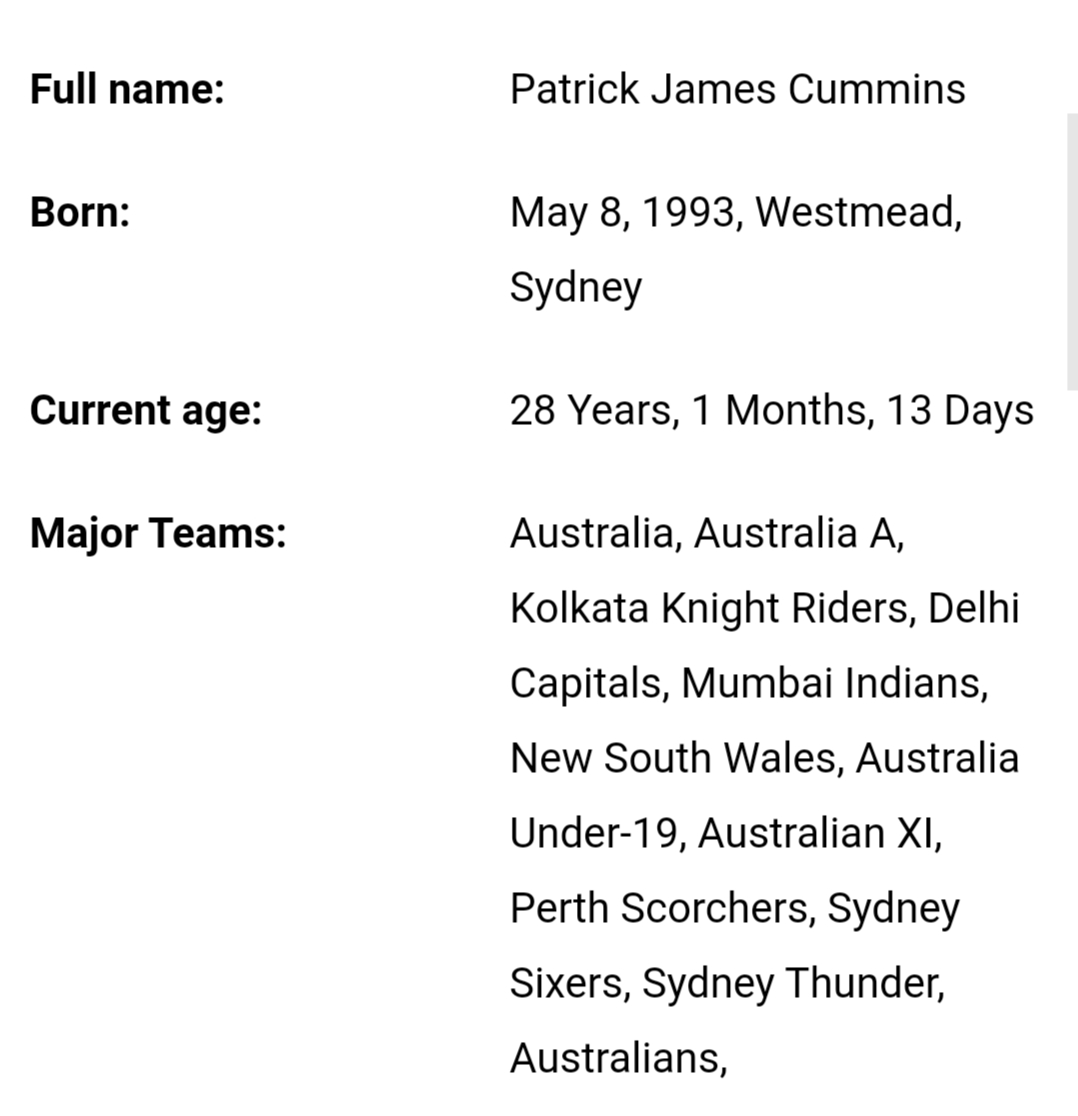 Full name: Patrick James Cummins
Born: May 8, 1993, Westmead,
Sydney
Current age: 28 Years, 1 Months, 13 Days
Major Teams: Australia, Australia A,
Kolkata Knight Riders, Delhi
Capitals, Mumbai Indians,
New South Wales, Australia
Under-19, Australian XI,
Perth Scorchers, Sydney
Sixers, Sydney Thunder,
Australians,